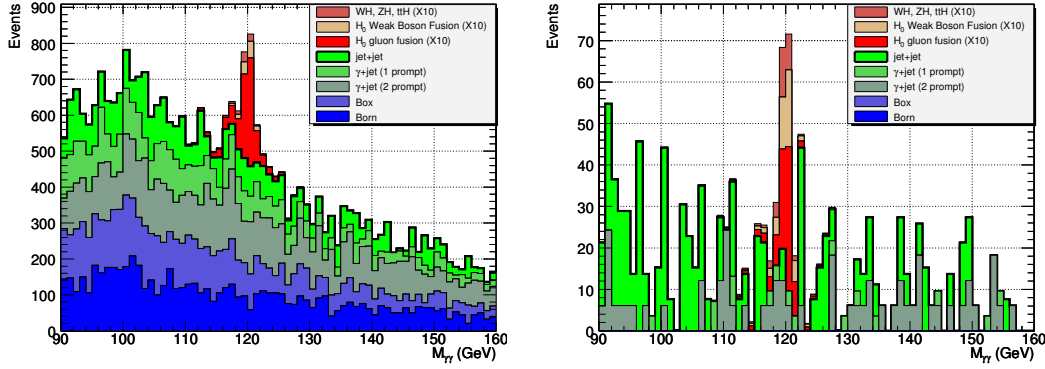 Events
900
800
700
600
500
400
300
200
100
0
90
100
110
120
130
140
150
160
M_γγ (GeV)
WH, ZH, ttH (X10)
H₀ Weak Boson Fusion (X10)
H₀ gluon fusion (X10)
jet+jet
γ+jet (1 prompt)
γ+jet (2 prompt)
Box
Born
Events
70
60
50
40
30
20
10
0
90
100
110
120
130
140
150
160
M_γγ (GeV)
WH, ZH, ttH (X10)
H₀ Weak Boson Fusion (X10)
H₀ gluon fusion (X10)
jet+jet
γ+jet (1 prompt)
γ+jet (2 prompt)
Box
Born